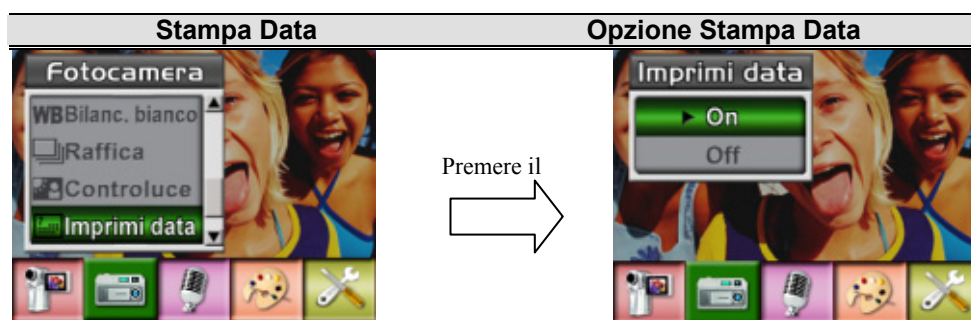 Stampa Data
Opzione Stampa Data
Fotocamera
WB Bilanc. bianco
Raffica
Controluce
Imprimi data
Premere il
Imprimi data
On
Off